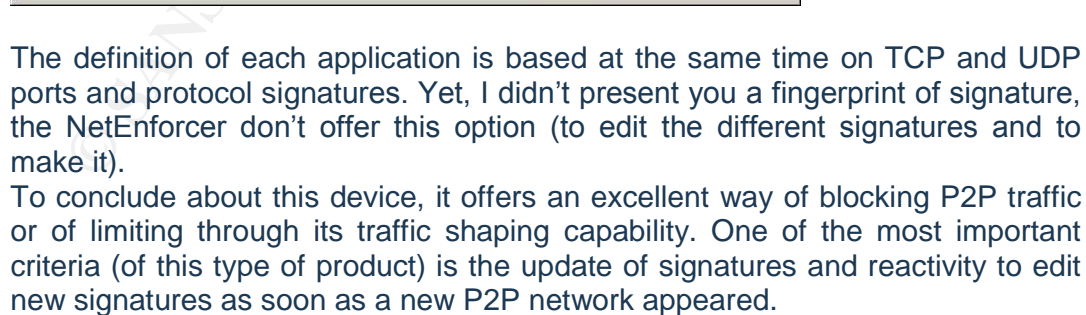 The definition of each application is based at the same time on TCP and UDP
ports and protocol signatures. Yet, I didn't present you a fingerprint of signature,
the NetEnforcer don't offer this option (to edit the different signatures and to
make it).
To conclude about this device, it offers an excellent way of blocking P2P traffic
or of limiting through its traffic shaping capability. One of the most important
criteria (of this type of product) is the update of signatures and reactivity to edit
new signatures as soon as a new P2P network appeared.